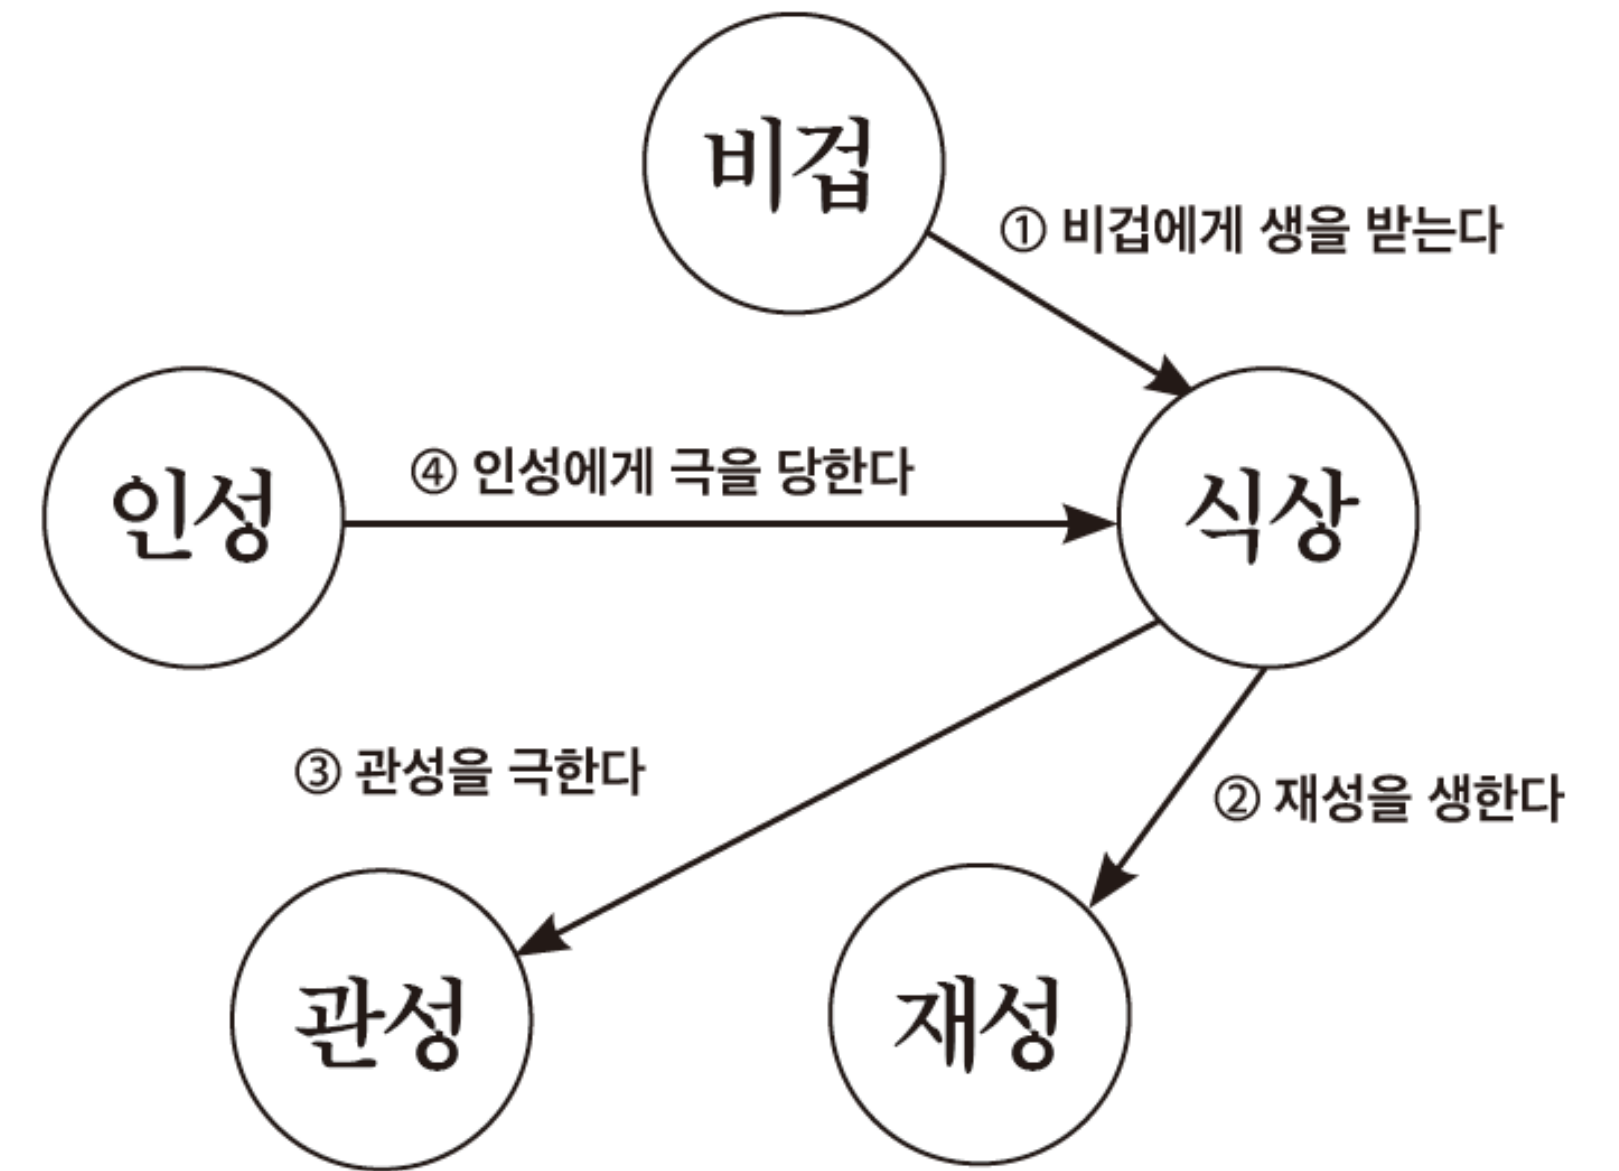 비겁
① 비겁에게 생을 받는다
인성
④ 인성에게 극을 당한다
식상
③ 관성을 극한다
② 재성을 생한다
관성
재성